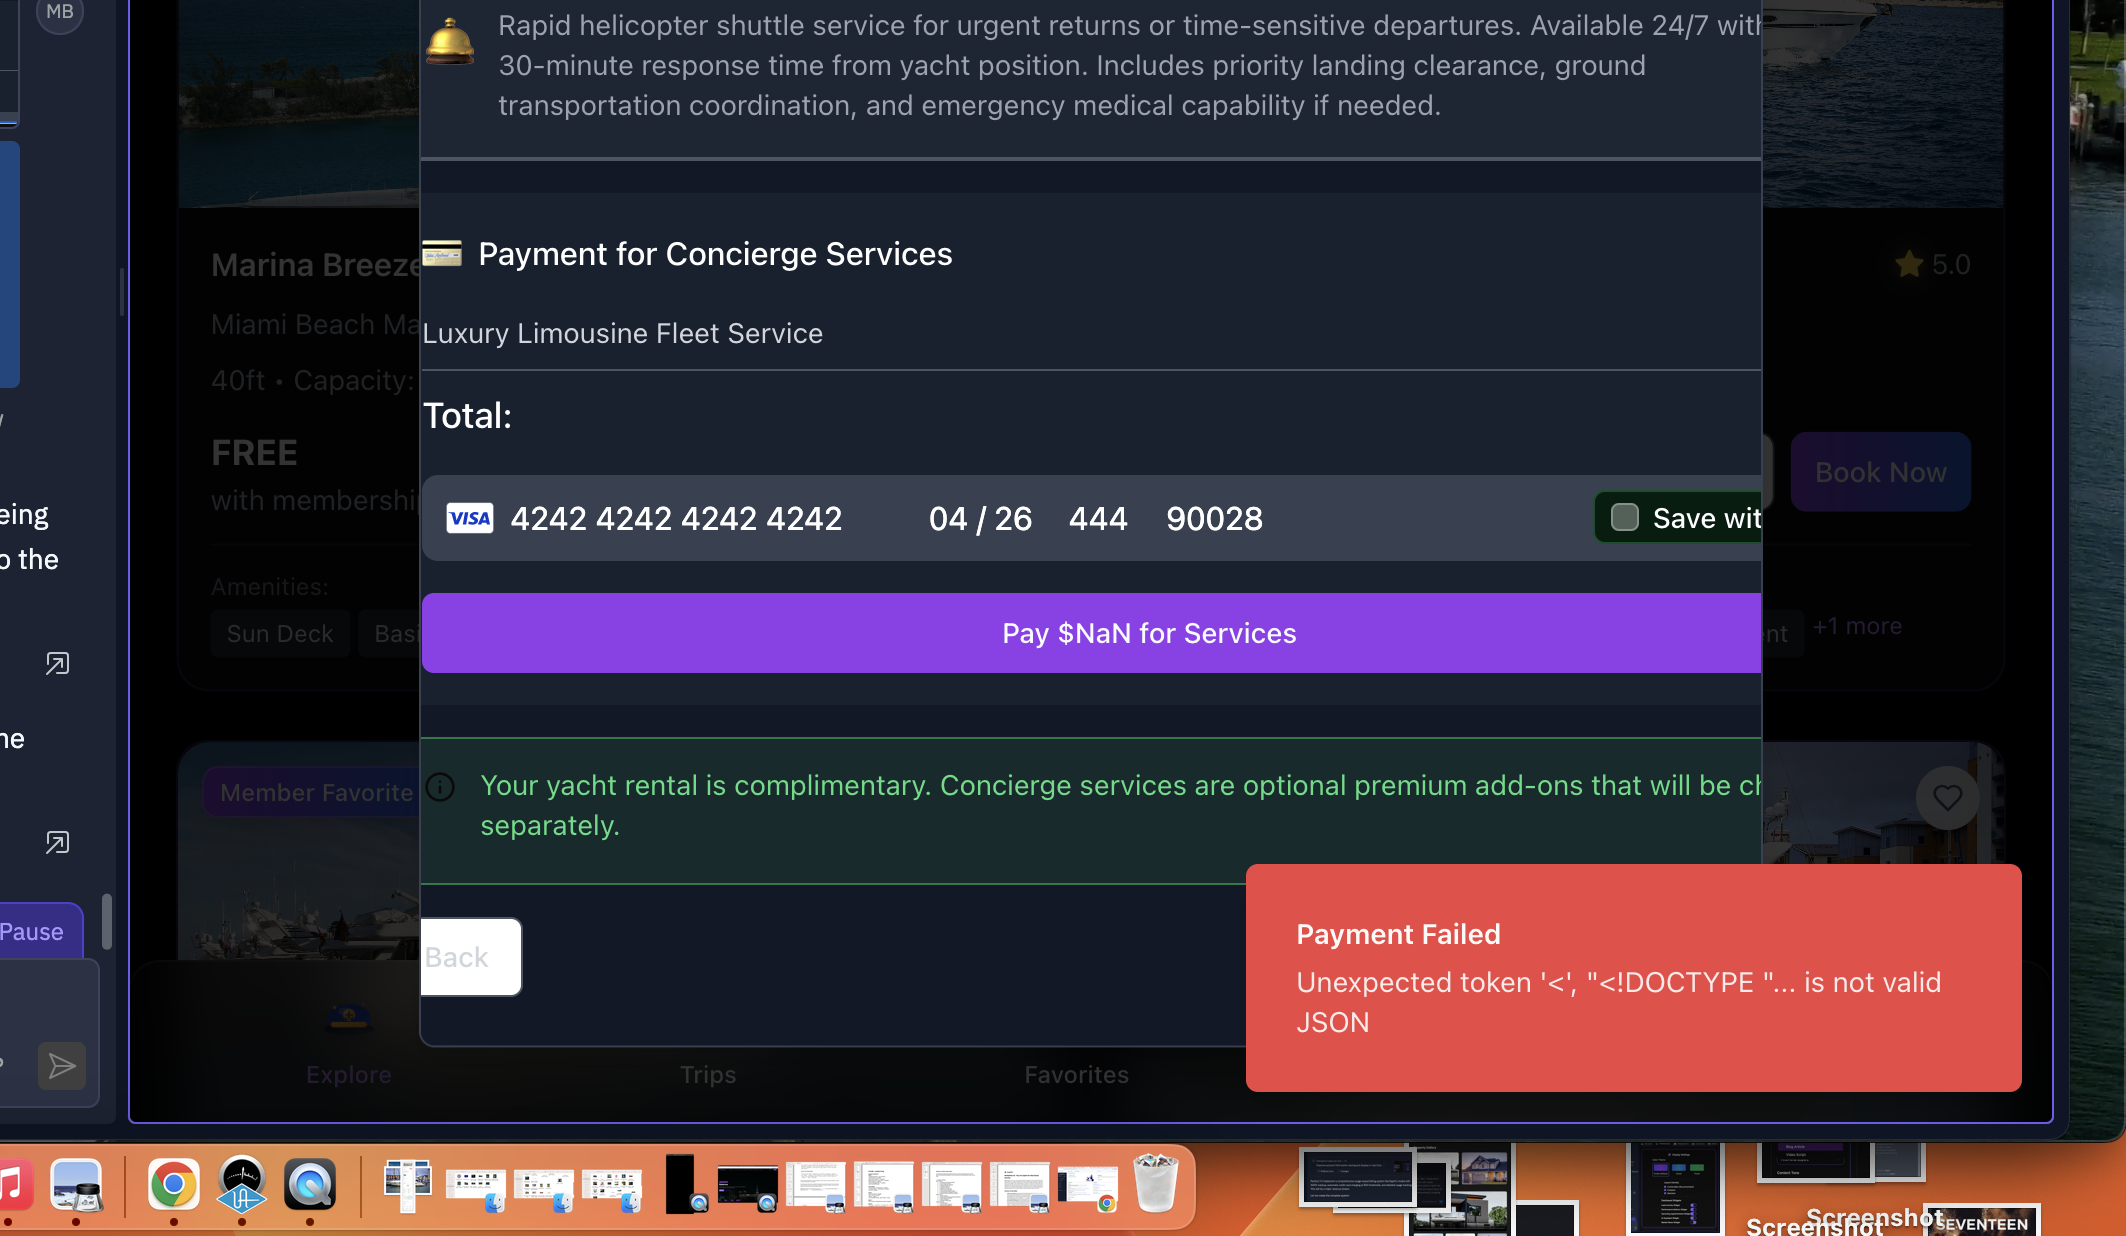 MB
Rapid helicopter shuttle service for urgent returns or time-sensitive departures. Available 24/7 with
30-minute response time from yacht position. Includes priority landing clearance, ground
transportation coordination, and emergency medical capability if needed.
Payment for Concierge Services
Luxury Limousine Fleet Service
Total:
VISA 4242 4242 4242 4242 04 / 26 444 90028
Save wit
Pay $NaN for Services
Your yacht rental is complimentary. Concierge services are optional premium add-ons that will be ch
separately.
Back
Payment Failed
Unexpected token '<', "<!DOCTYPE "... is not valid
JSON
Marina Breeze
Miami Beach Ma
40ft • Capacity:
FREE
with membership
Amenities:
Sun Deck
Basi
5.0
Book Now
nt
+1 more
Member Favorite
Explore
Trips
Favorites
eing
o the
ne
Pause
Screenshot
Screenshot
SEVENTEEN